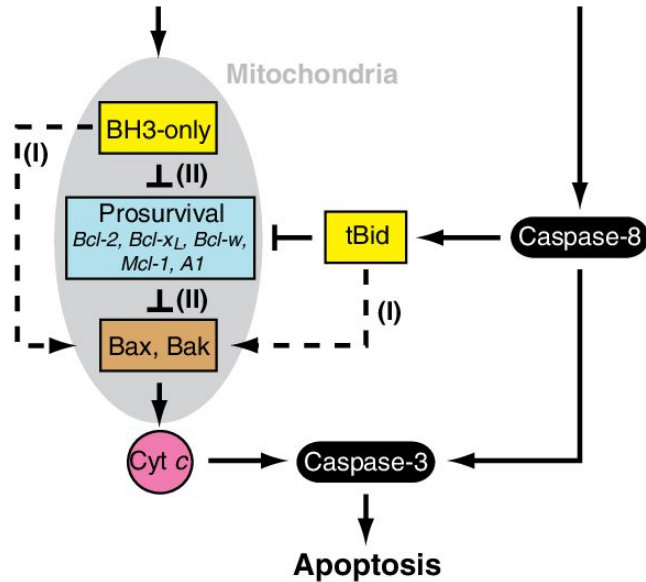 Mitochondria
BH3-only
(I)
(II)
Prosurvival
Bcl-2, Bcl-xL, Bcl-w,
Mcl-1, A1
tBid
Caspase-8
(II)
(I)
Bax, Bak
Cyt c
Caspase-3
Apoptosis